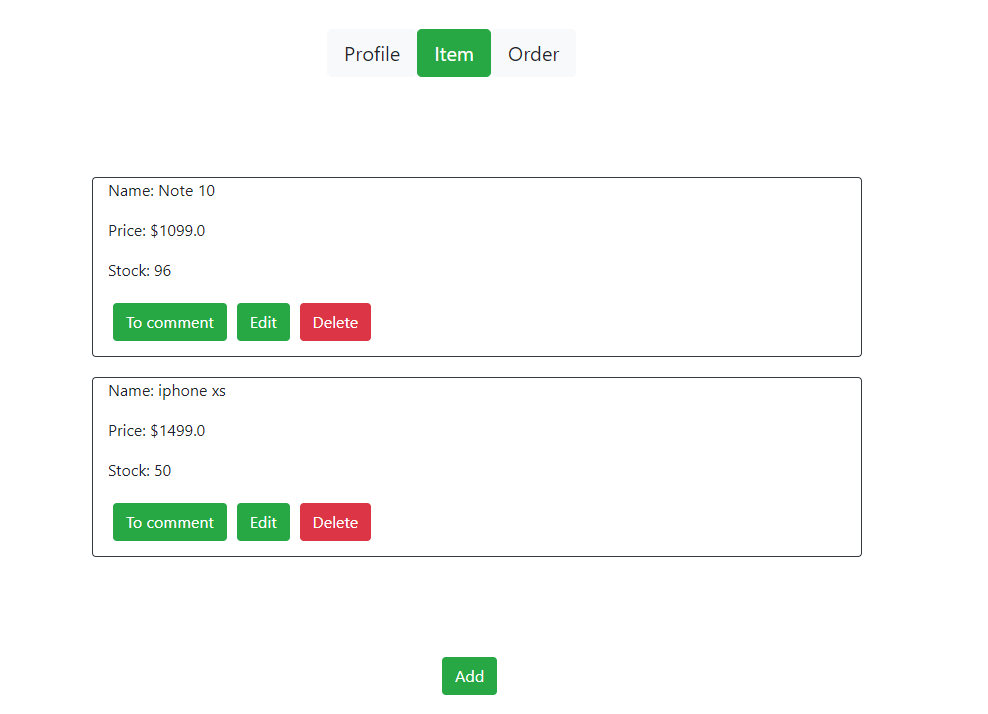 Profile Item Order
Name: Note 10
Price: $1099.0
Stock: 96
To comment Edit Delete
Name: iphone xs
Price: $1499.0
Stock: 50
To comment Edit Delete
Add